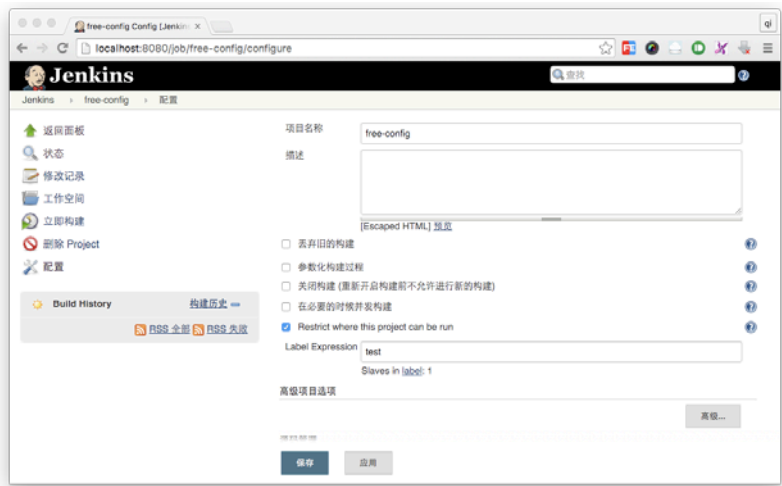 free-config Config [Jenkin
qi
localhost:8080/job/free-config/configure
Jenkins
查找
Jenkins
free-config
配置
返回面板
状态
修改记录
工作空间
立即构建
删除 Project
配置
Build History
构建历史
RSS 全部
RSS 失败
项目名称
free-config
描述
[Escaped HTML] 预览
丢弃旧的构建
参数化构建过程
关闭构建 (重新开启构建前不允许进行新的构建)
在必要的时候并发构建
Restrict where this project can be run
Label Expression
test
Slaves in label: 1
高级项目选项
高级...
保存
应用